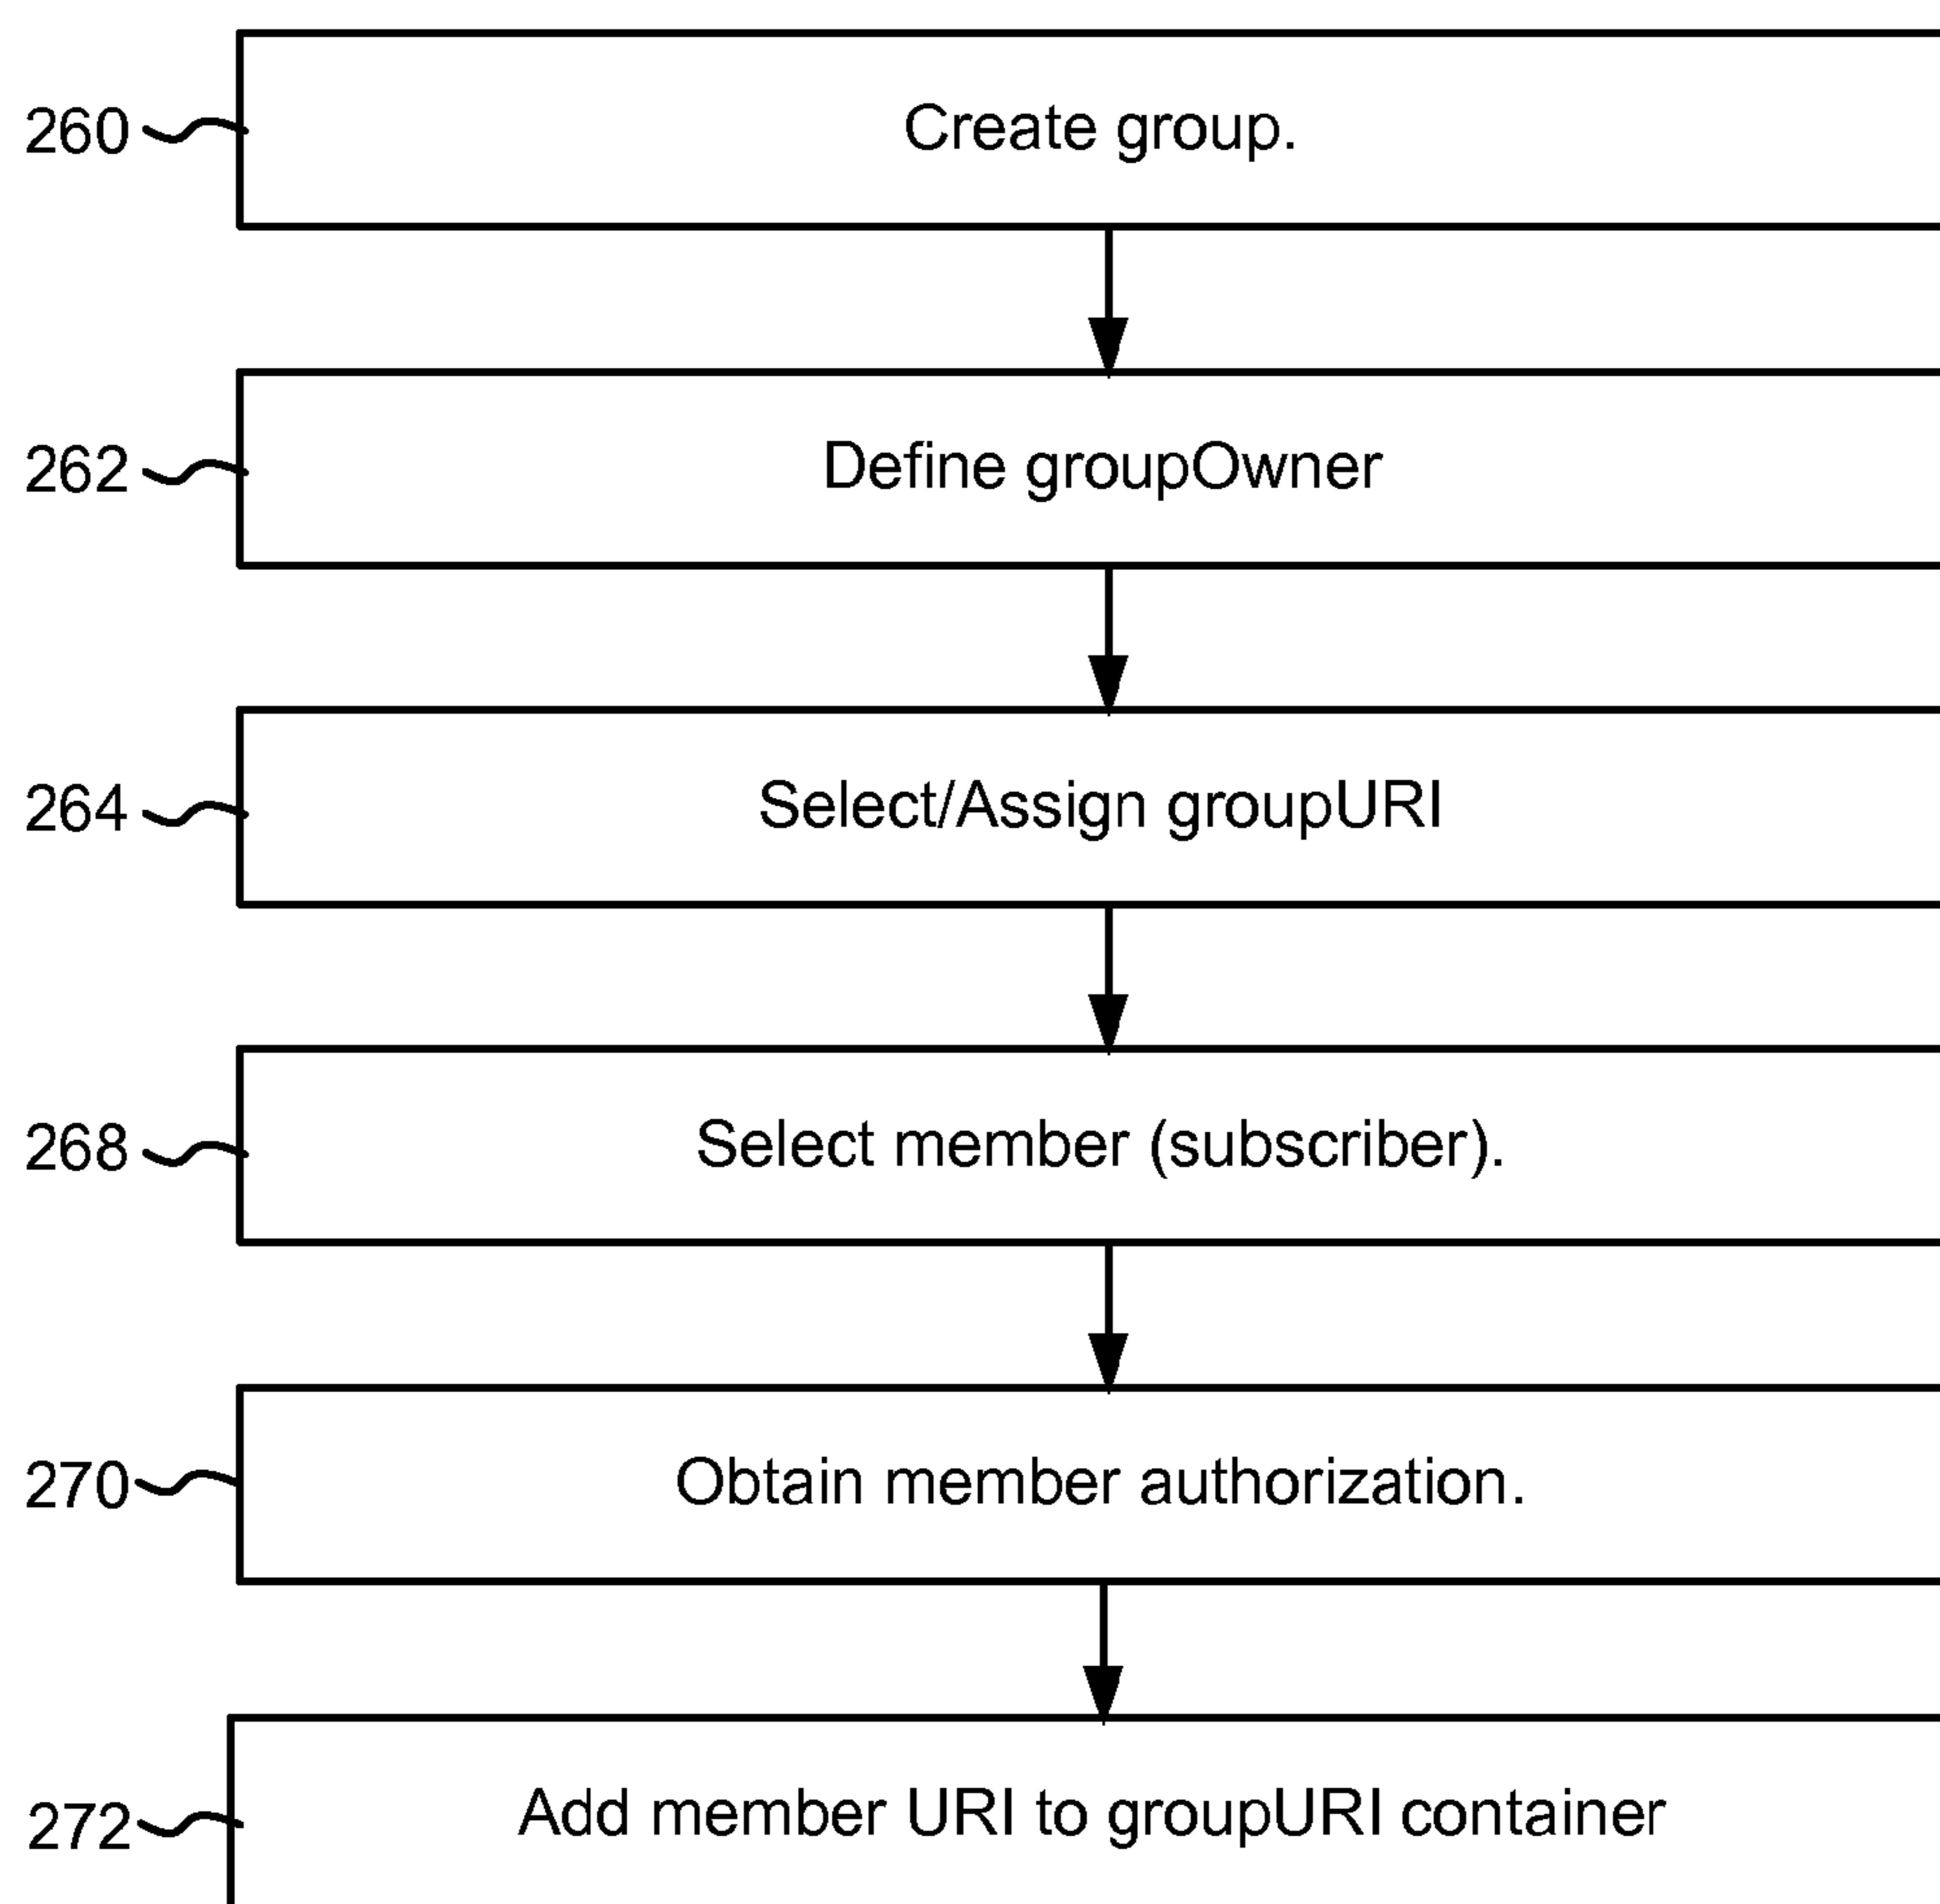 260 Create group.
262 Define groupOwner
264 Select/Assign groupURI
268 Select member (subscriber).
270 Obtain member authorization.
272 Add member URI to groupURI container